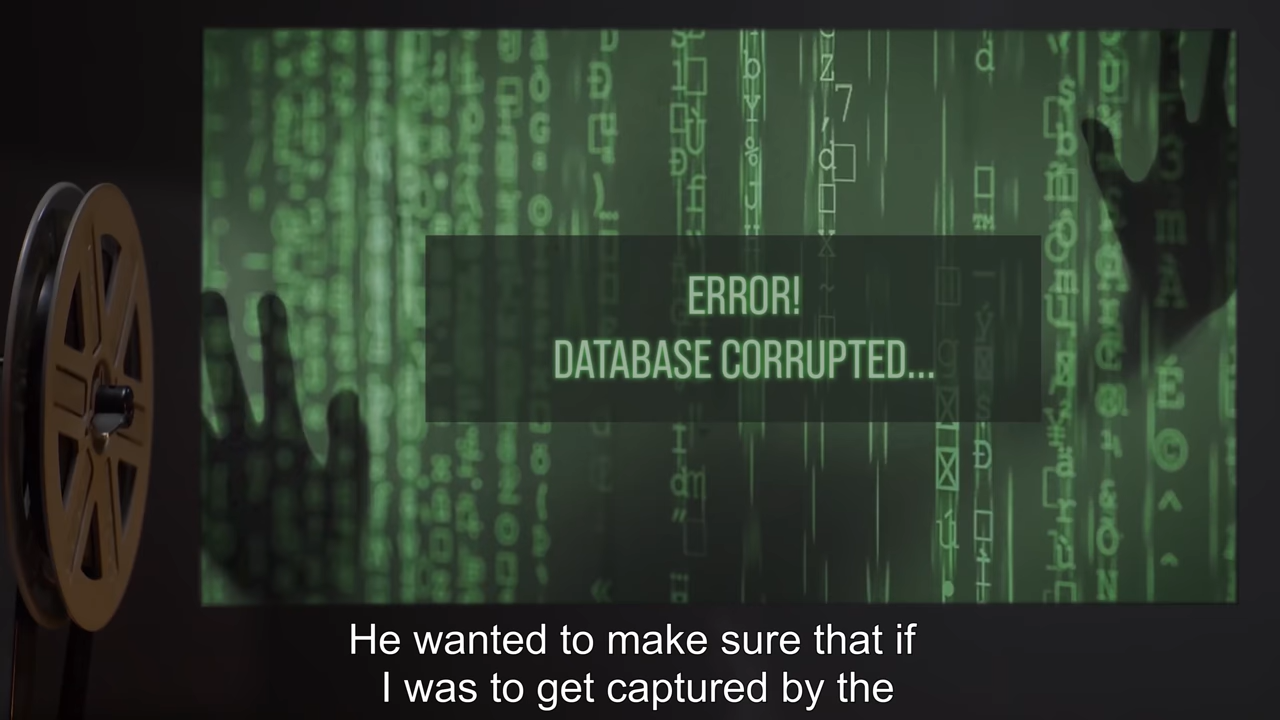 ERROR!
DATABASE CORRUPTED...
He wanted to make sure that if
I was to get captured by the